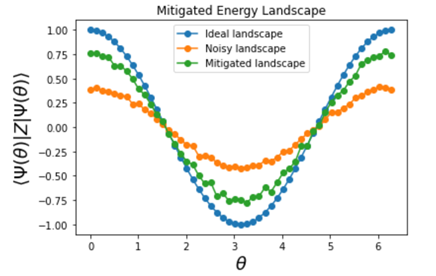 Mitigated Energy Landscape
Ideal landscape
Noisy landscape
Mitigated landscape
⟨Ψ(θ)|Z|Ψ(θ)⟩
1.00
0.75
0.50
0.25
0.00
−0.25
−0.50
−0.75
−1.00
0 1 2 3 4 5 6
θ